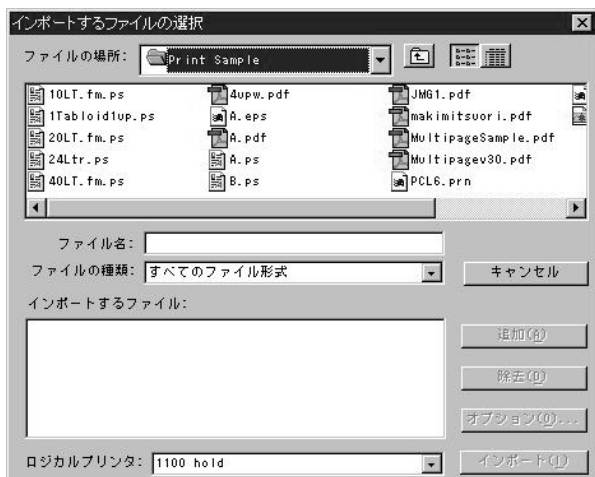 インポートするファイルの選択
ファイルの場所: Print Sample
10LT.fm.ps 4upw.pdf JMG1.pdf
1Tabloid1up.ps A.eps makimitsuori.pdf
20LT.fm.ps A.pdf MultipageSample.pdf
24Ltr.ps A.ps Multipagev30.pdf
40LT.fm.ps B.ps PCL6.prn
ファイル名:
ファイルの種類: すべてのファイル形式 キャンセル
インポートするファイル:
追加(A)
除去(D)
オプション(O)...
ロジカルプリンタ: 1100 hold インポート(I)